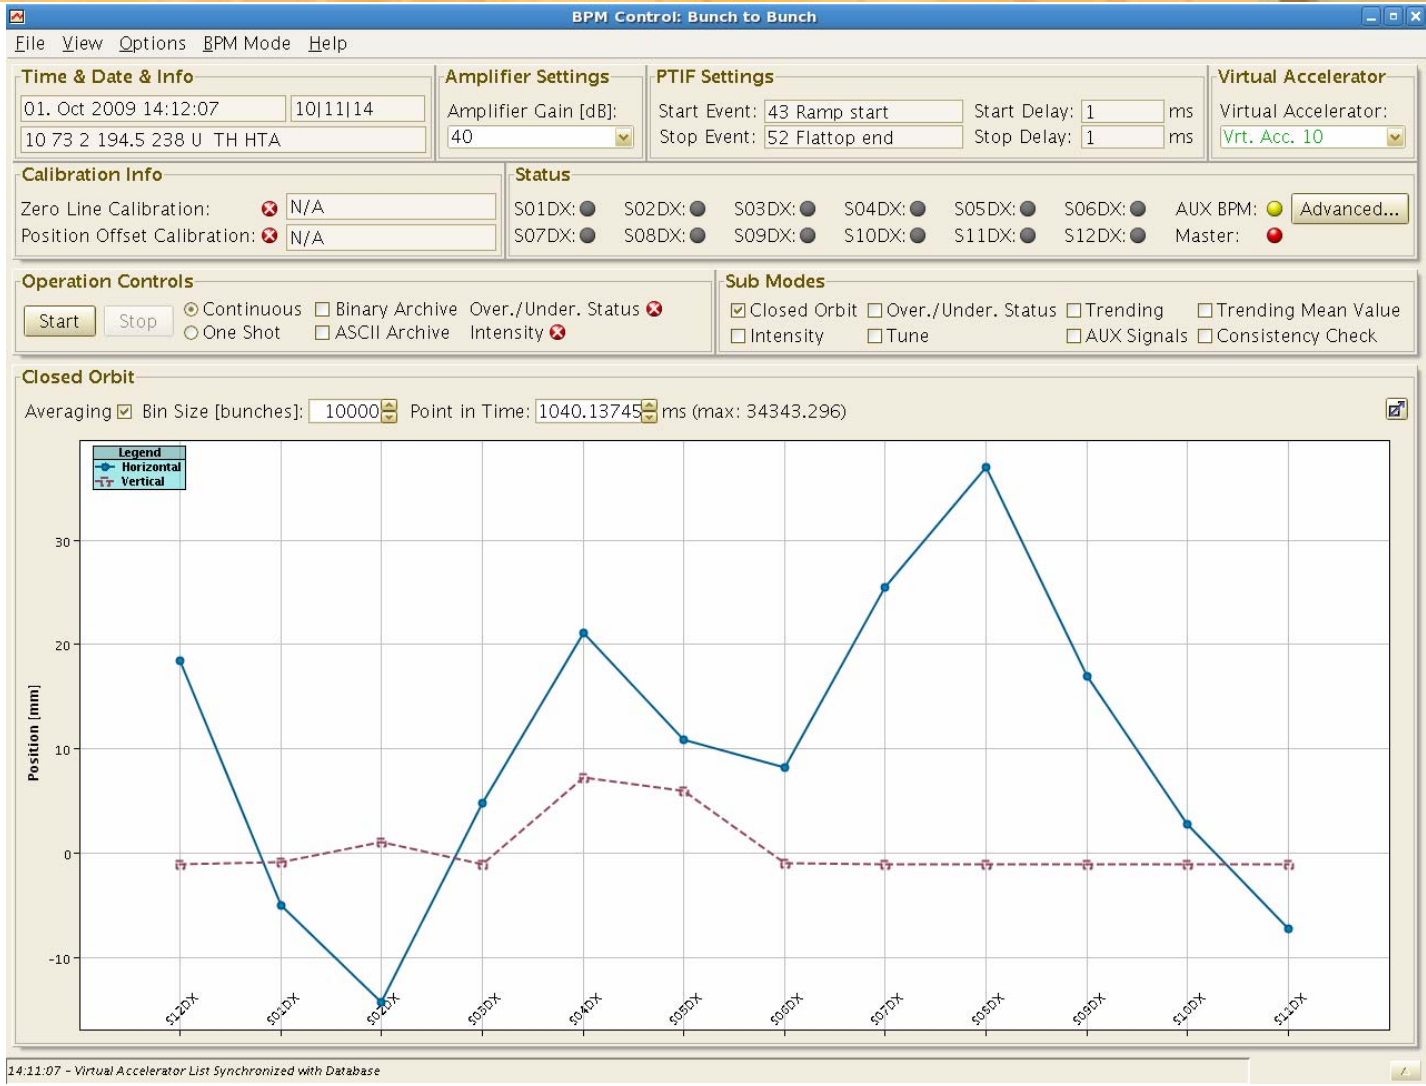 BPM Control: Bunch to Bunch
File View Options BPM Mode Help
Time & Date & Info
01. Oct 2009 14:12:07 10|11|14
10 73 2 194.5 238 U TH HTA
Amplifier Settings
Amplifier Gain [dB]:
40
PTIF Settings
Start Event: 43 Ramp start Start Delay: 1 ms
Stop Event: 52 Flattop end Stop Delay: 1 ms
Virtual Accelerator
Virtual Accelerator:
Vrt. Acc. 10
Calibration Info
Zero Line Calibration: N/A
Position Offset Calibration: N/A
Status
S01DX: S02DX: S03DX: S04DX: S05DX: S06DX: AUX BPM: Advanced...
S07DX: S08DX: S09DX: S10DX: S11DX: S12DX: Master:
Operation Controls
Start Stop Continuous Binary Archive Over./Under. Status
One Shot ASCII Archive Intensity
Sub Modes
Closed Orbit Over./Under. Status Trending Trending Mean Value
Intensity Tune AUX Signals Consistency Check
Closed Orbit
Averaging Bin Size [bunches]: 10000 Point in Time: 1040.13745 ms (max: 34343.296)
Legend
Horizontal
Vertical
30
20
10
0
-10
Position [mm]
S12DX S01DX S02DX S03DX S04DX S05DX S06DX S07DX S08DX S09DX S10DX S11DX
14:11:07 - Virtual Accelerator List Synchronized with Database